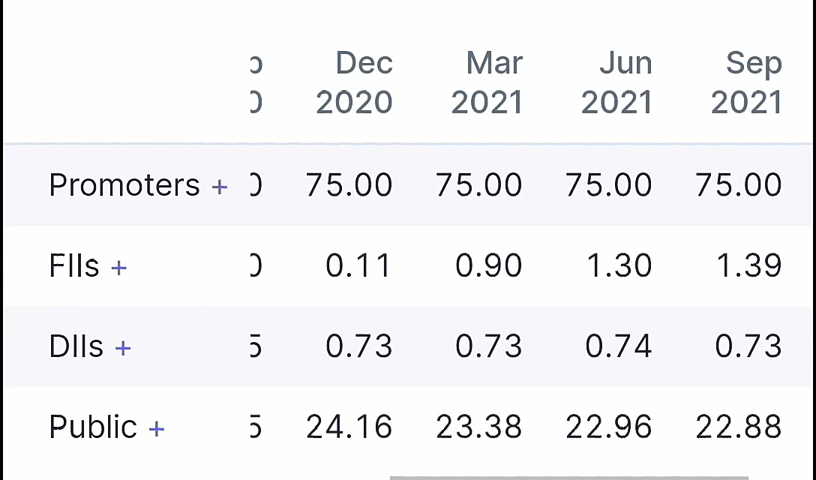 Dec Mar Jun Sep
2020 2021 2021 2021
Promoters + 75.00 75.00 75.00 75.00
FIIs + 0.11 0.90 1.30 1.39
DIIs + 0.73 0.73 0.74 0.73
Public + 24.16 23.38 22.96 22.88